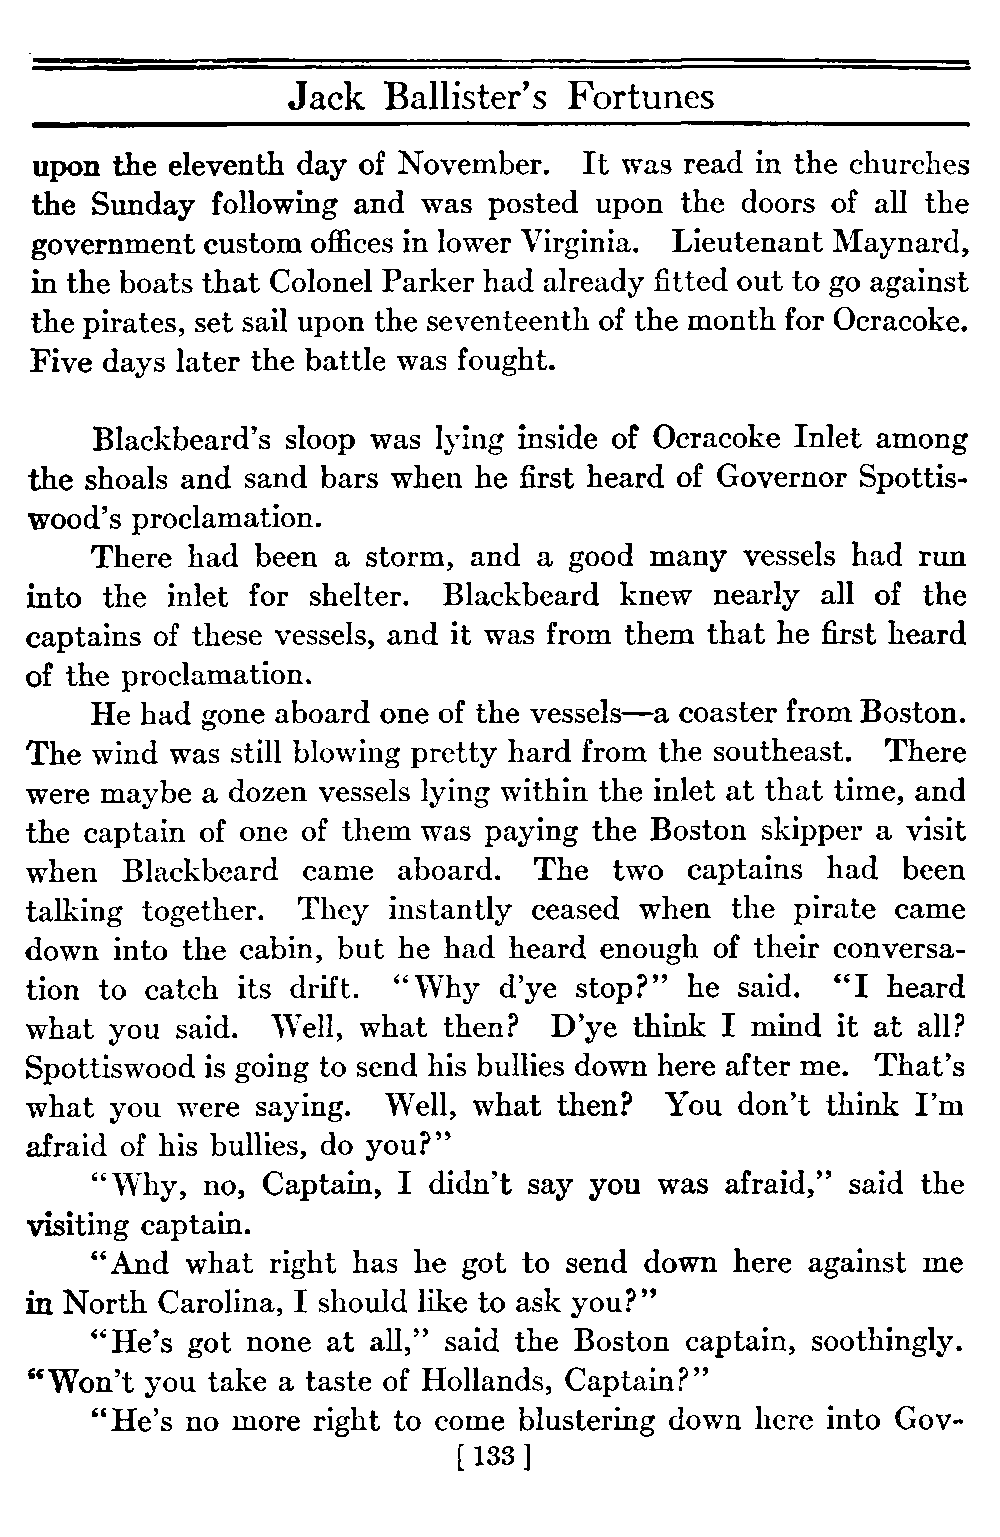 Jack Ballister's Fortunes
upon the eleventh day of November. It was read in the churches
the Sunday following and was posted upon the doors of all the
government custom offices in lower Virginia. Lieutenant Maynard,
in the boats that Colonel Parker had already fitted out to go against
the pirates, set sail upon the seventeenth of the month for Ocracoke.
Five days later the battle was fought.
Blackbeard's sloop was lying inside of Ocracoke Inlet among
the shoals and sand bars when he first heard of Governor Spottis-
wood's proclamation.
There had been a storm, and a good many vessels had run
into the inlet for shelter. Blackbeard knew nearly all of the
captains of these vessels, and it was from them that he first heard
of the proclamation.
He had gone aboard one of the vessels—a coaster from Boston.
The wind was still blowing pretty hard from the southeast. There
were maybe a dozen vessels lying within the inlet at that time, and
the captain of one of them was paying the Boston skipper a visit
when Blackbeard came aboard. The two captains had been
talking together. They instantly ceased when the pirate came
down into the cabin, but he had heard enough of their conversa-
tion to catch its drift. "Why d'ye stop?" he said. "I heard
what you said. Well, what then? D'ye think I mind it at all?
Spottiswood is going to send his bullies down here after me. That's
what you were saying. Well, what then? You don't think I'm
afraid of his bullies, do you?"
"Why, no, Captain, I didn't say you was afraid," said the
visiting captain.
"And what right has he got to send down here against me
in North Carolina, I should like to ask you?"
"He's got none at all," said the Boston captain, soothingly.
"Won't you take a taste of Hollands, Captain?"
"He's no more right to come blustering down here into Gov-
[ 133 ]